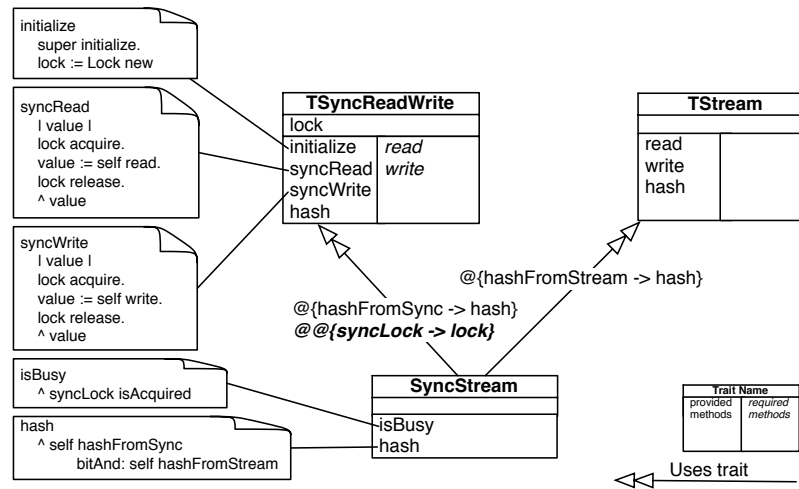 initialize
super initialize.
lock := Lock new
syncRead
| value |
lock acquire.
value := self read.
lock release.
^ value
syncWrite
| value |
lock acquire.
value := self write.
lock release.
^ value
isBusy
^ syncLock isAcquired
hash
^ self hashFromSync
bitAnd: self hashFromStream
TSyncReadWrite
lock
initialize read
syncRead write
syncWrite
hash
TStream
read
write
hash
@{hashFromSync -> hash}
@@{syncLock -> lock}
@{hashFromStream -> hash}
SyncStream
isBusy
hash
Trait Name
provided required
methods methods
Uses trait